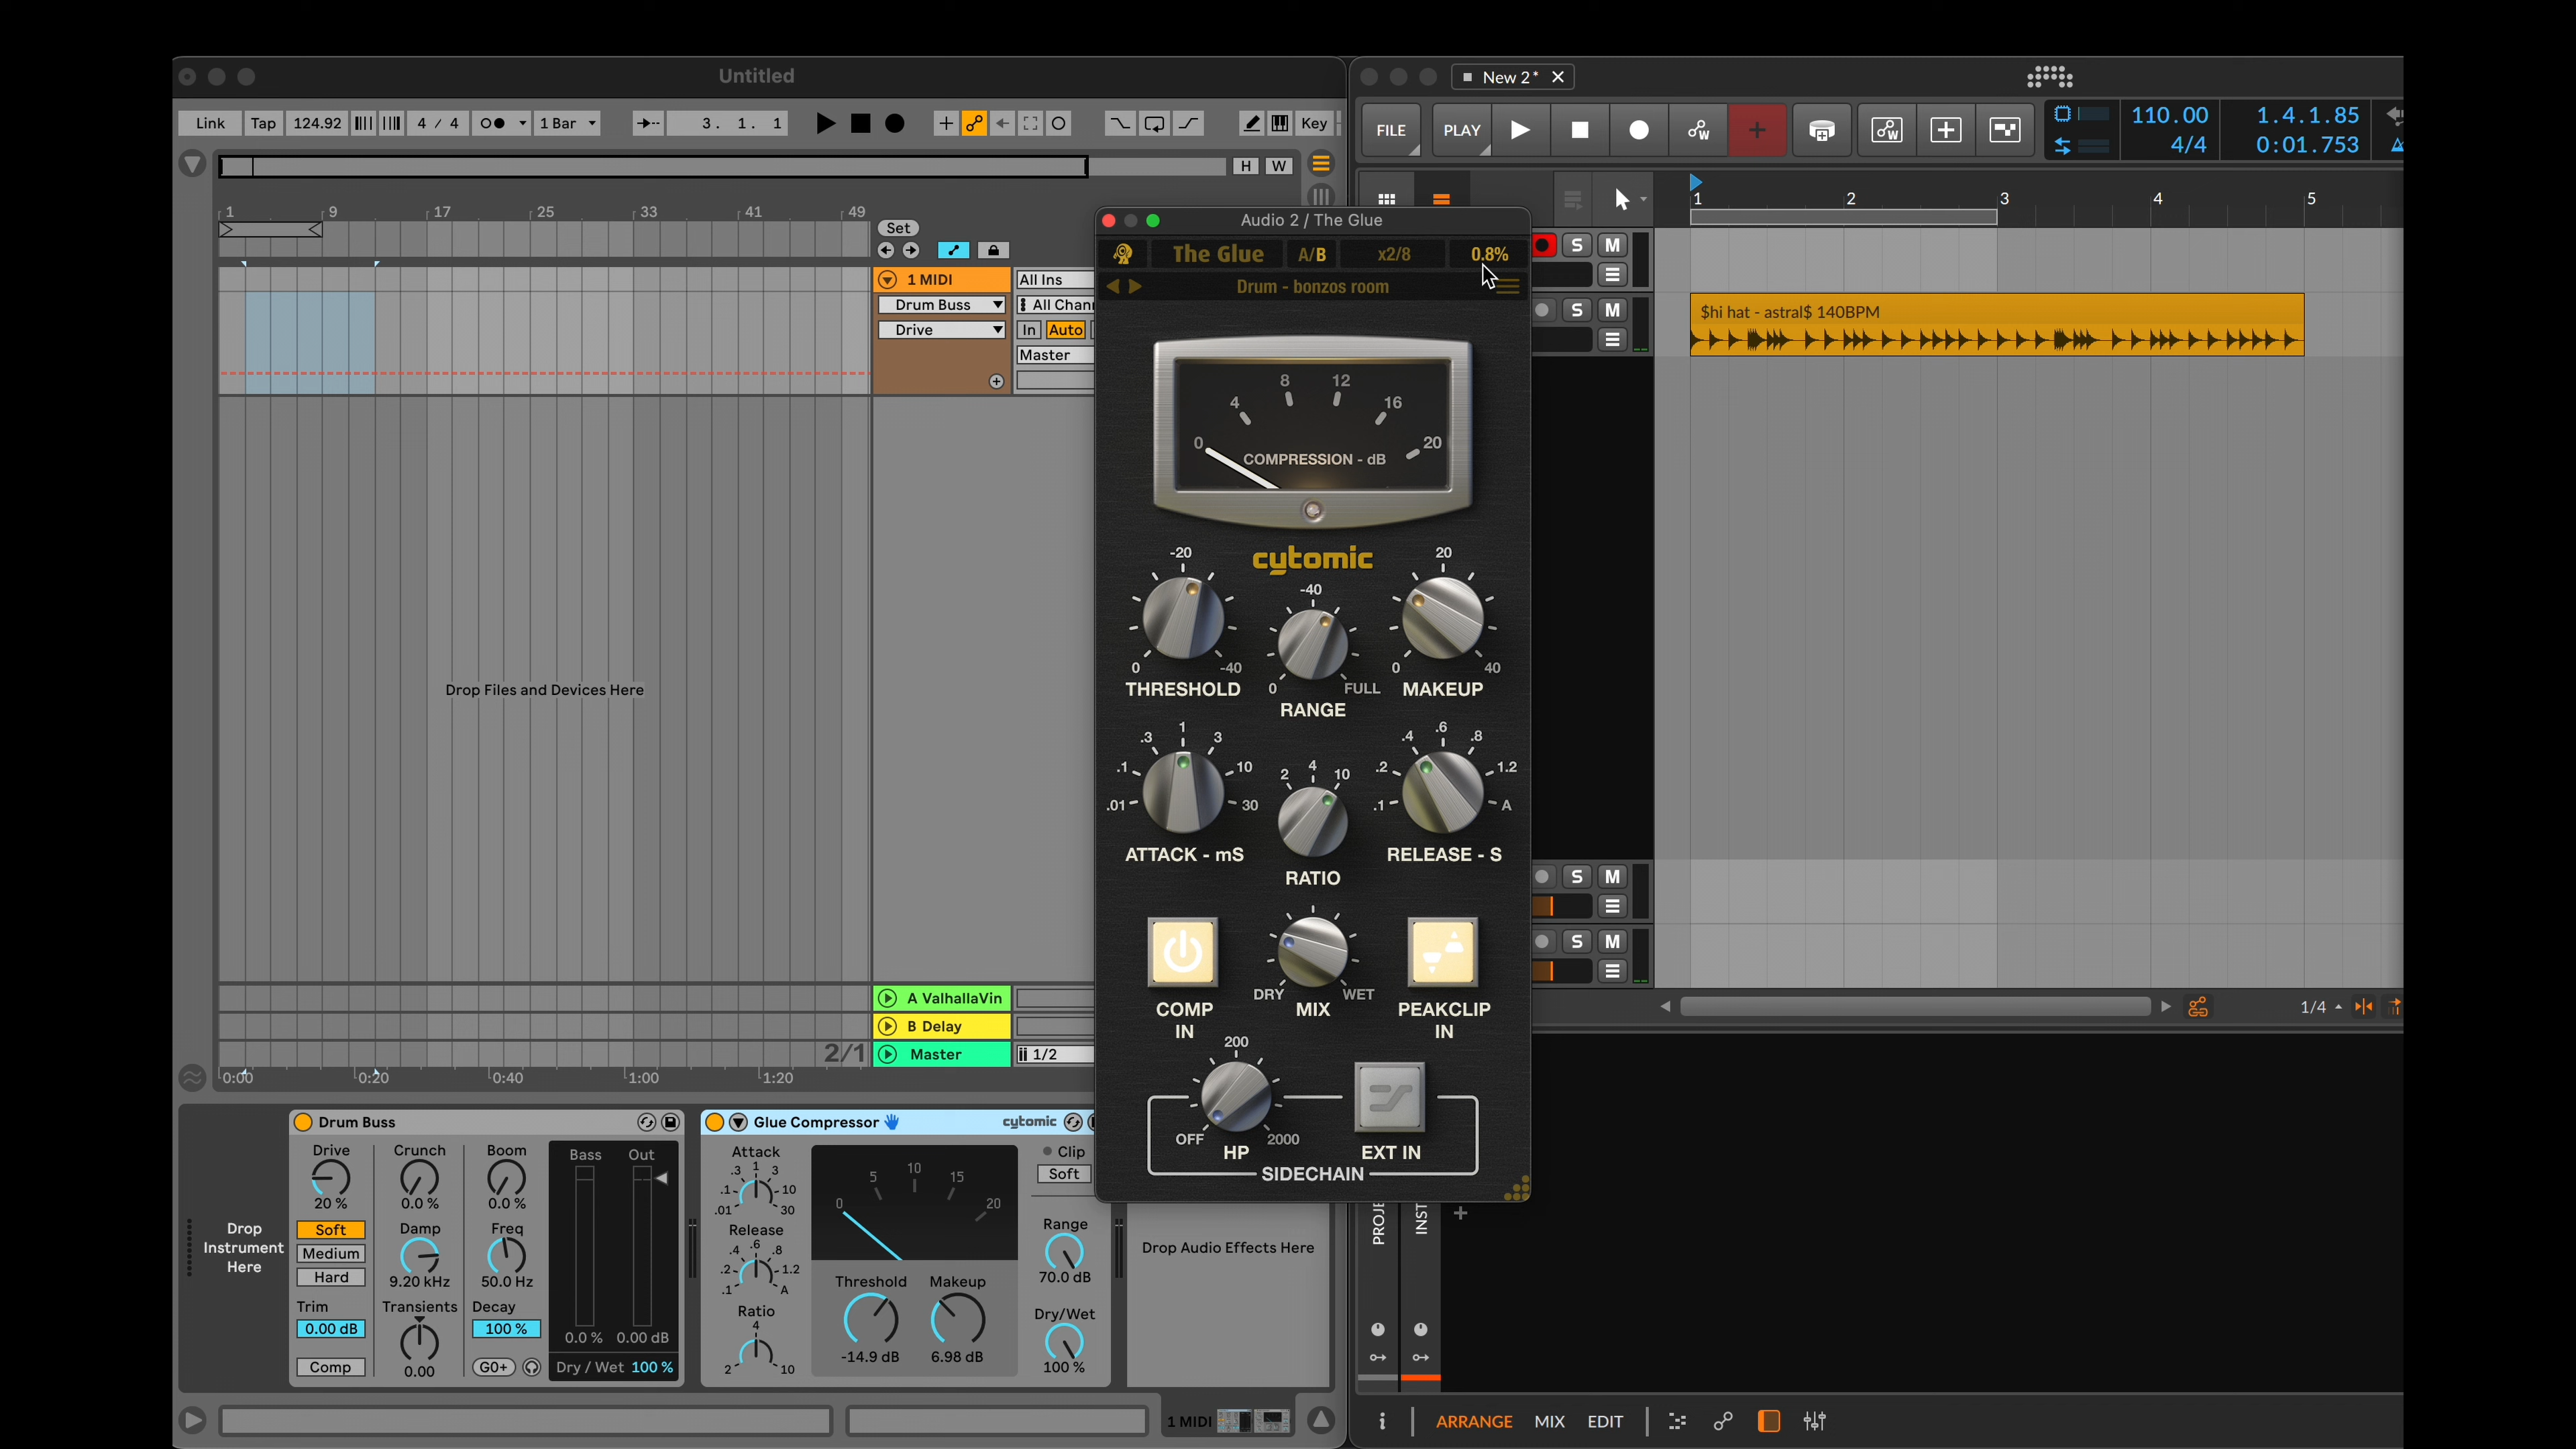 Untitled
Link Tap 124.92 4 / 4 1 Bar 3. 1. 1 Key
H W
1 9 17 25 33 41 49
Set
1 MIDI
Drum Buss
Drive
All Ins
All Chan
In Auto
Master
Drop Files and Devices Here
A ValhallaVin
B Delay
2/1 Master 1/2
0:00 0:20 0:40 1:00 1:20
Drum Buss
Drive Crunch Boom
20 % 0.0 % 0.0 %
Soft Damp Freq
Medium
Hard 9.20 kHz 50.0 Hz
Trim Transients Decay
0.00 dB 100 %
Comp 0.00 G0+
Bass Out
0.0 % 0.00 dB
Dry / Wet 100 %
Drop
Instrument
Here
Glue Compressor cytomic
Attack
.01 .1 .3 1 3 10 30
Release
.1 .2 .4 .6 .8 1.2 A
Ratio
2 4 10
0 5 10 15 20
Threshold Makeup
-14.9 dB 6.98 dB
Clip
Soft
Range
70.0 dB
Dry/Wet
100 %
Drop Audio Effects Here
1 MIDI
Audio 2 / The Glue
The Glue A/B x2/8 0.8%
Drum - bonzos room
0 4 8 12 16 20
COMPRESSION - dB
cytomic
-20 -40 20
0 -40 0 FULL 0 40
THRESHOLD RANGE MAKEUP
.01 .1 .3 1 3 10 30
2 4 10
.1 .2 .4 .6 .8 1.2 A
ATTACK - mS RATIO RELEASE - S
DRY WET
COMP IN MIX PEAKCLIP IN
200
OFF 2000
HP EXT IN
SIDECHAIN
New 2*
FILE PLAY
110.00 1.4.1.85
4/4 0:01.753
1 2 3 4 5
S M
S M
$hi hat - astral$ 140BPM
S M
S M
1/4
PROJE
INST
ARRANGE MIX EDIT